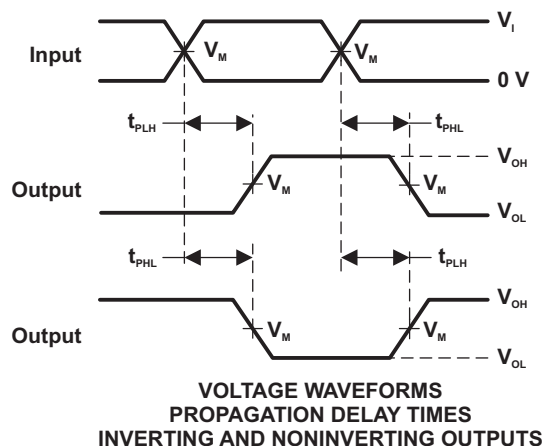 Input
V_M
V_M
V_I
0 V
t_PLH
t_PHL
Output
V_M
V_M
V_OH
V_OL
t_PHL
t_PLH
Output
V_M
V_M
V_OH
V_OL
VOLTAGE WAVEFORMS
PROPAGATION DELAY TIMES
INVERTING AND NONINVERTING OUTPUTS